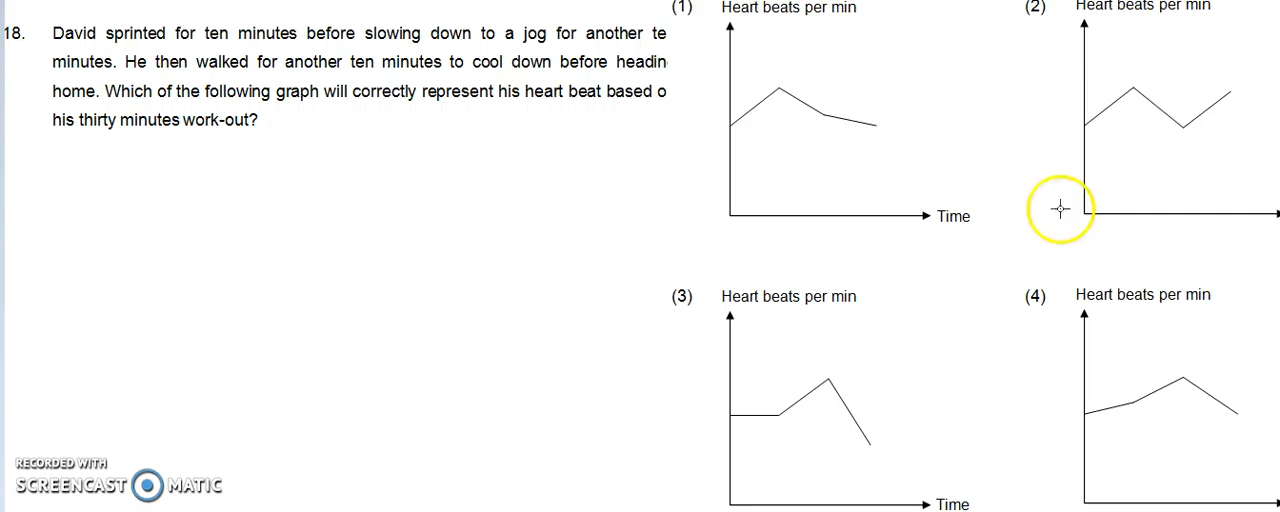 18. David sprinted for ten minutes before slowing down to a jog for another te
minutes. He then walked for another ten minutes to cool down before headin
home. Which of the following graph will correctly represent his heart beat based o
his thirty minutes work-out?
(1) Heart beats per min
Time
(2) Heart beats per min
(3) Heart beats per min
Time
(4) Heart beats per min
RECORDED WITH
SCREENCAST MATIC